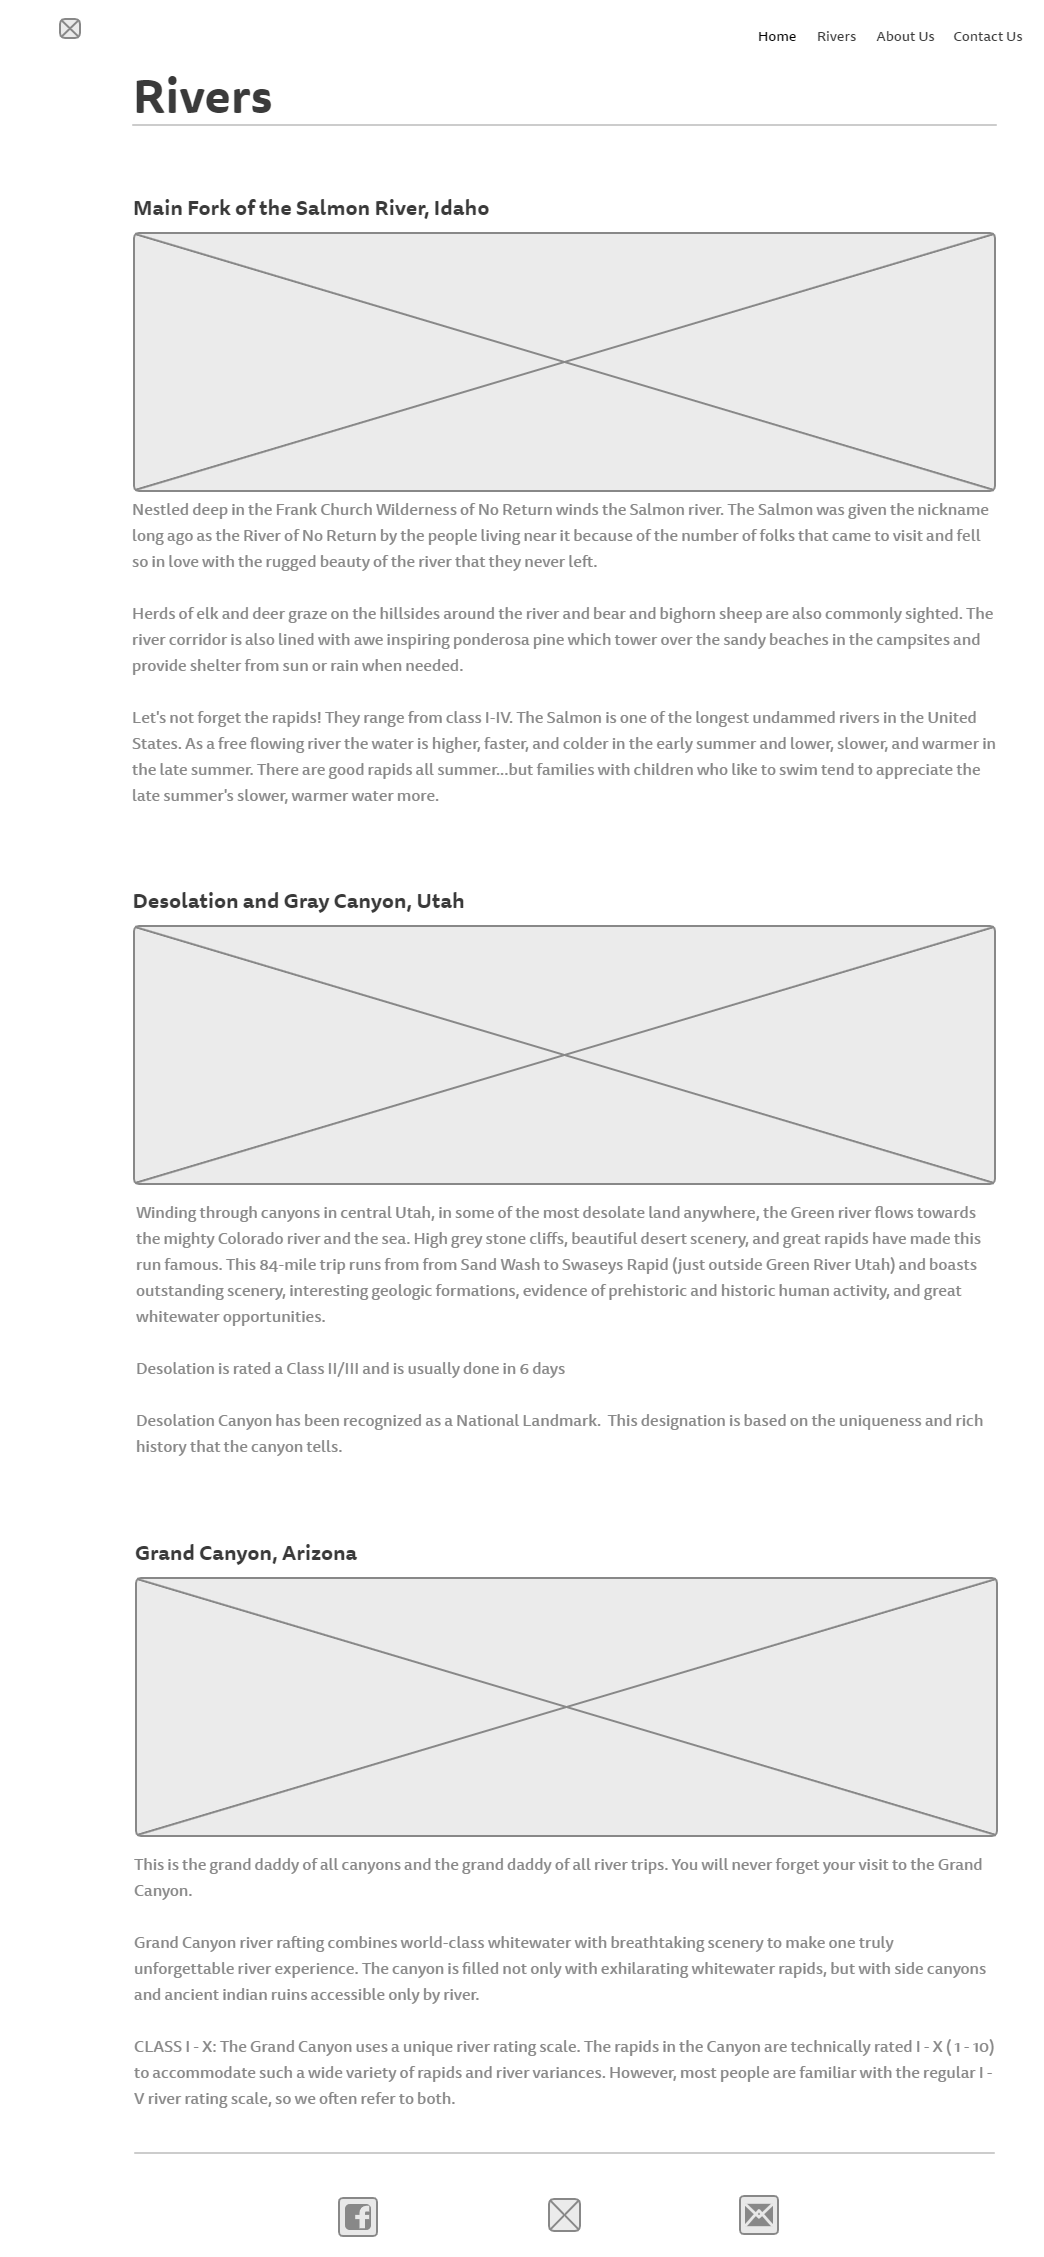 Home Rivers About Us Contact Us
Rivers
Main Fork of the Salmon River, Idaho
Nestled deep in the Frank Church Wilderness of No Return winds the Salmon river. The Salmon was given the nickname
long ago as the River of No Return by the people living near it because of the number of folks that came to visit and fell
so in love with the rugged beauty of the river that they never left.
Herds of elk and deer graze on the hillsides around the river and bear and bighorn sheep are also commonly sighted. The
river corridor is also lined with awe inspiring ponderosa pine which tower over the sandy beaches in the campsites and
provide shelter from sun or rain when needed.
Let's not forget the rapids! They range from class I-IV. The Salmon is one of the longest undammed rivers in the United
States. As a free flowing river the water is higher, faster, and colder in the early summer and lower, slower, and warmer in
the late summer. There are good rapids all summer...but families with children who like to swim tend to appreciate the
late summer's slower, warmer water more.
Desolation and Gray Canyon, Utah
Winding through canyons in central Utah, in some of the most desolate land anywhere, the Green river flows towards
the mighty Colorado river and the sea. High grey stone cliffs, beautiful desert scenery, and great rapids have made this
run famous. This 84-mile trip runs from from Sand Wash to Swaseys Rapid (just outside Green River Utah) and boasts
outstanding scenery, interesting geologic formations, evidence of prehistoric and historic human activity, and great
whitewater opportunities.
Desolation is rated a Class II/III and is usually done in 6 days
Desolation Canyon has been recognized as a National Landmark.  This designation is based on the uniqueness and rich
history that the canyon tells.
Grand Canyon, Arizona
This is the grand daddy of all canyons and the grand daddy of all river trips. You will never forget your visit to the Grand
Canyon.
Grand Canyon river rafting combines world-class whitewater with breathtaking scenery to make one truly
unforgettable river experience. The canyon is filled not only with exhilarating whitewater rapids, but with side canyons
and ancient indian ruins accessible only by river.
CLASS I - X: The Grand Canyon uses a unique river rating scale. The rapids in the Canyon are technically rated I - X ( 1 - 10)
to accommodate such a wide variety of rapids and river variances. However, most people are familiar with the regular I -
V river rating scale, so we often refer to both.